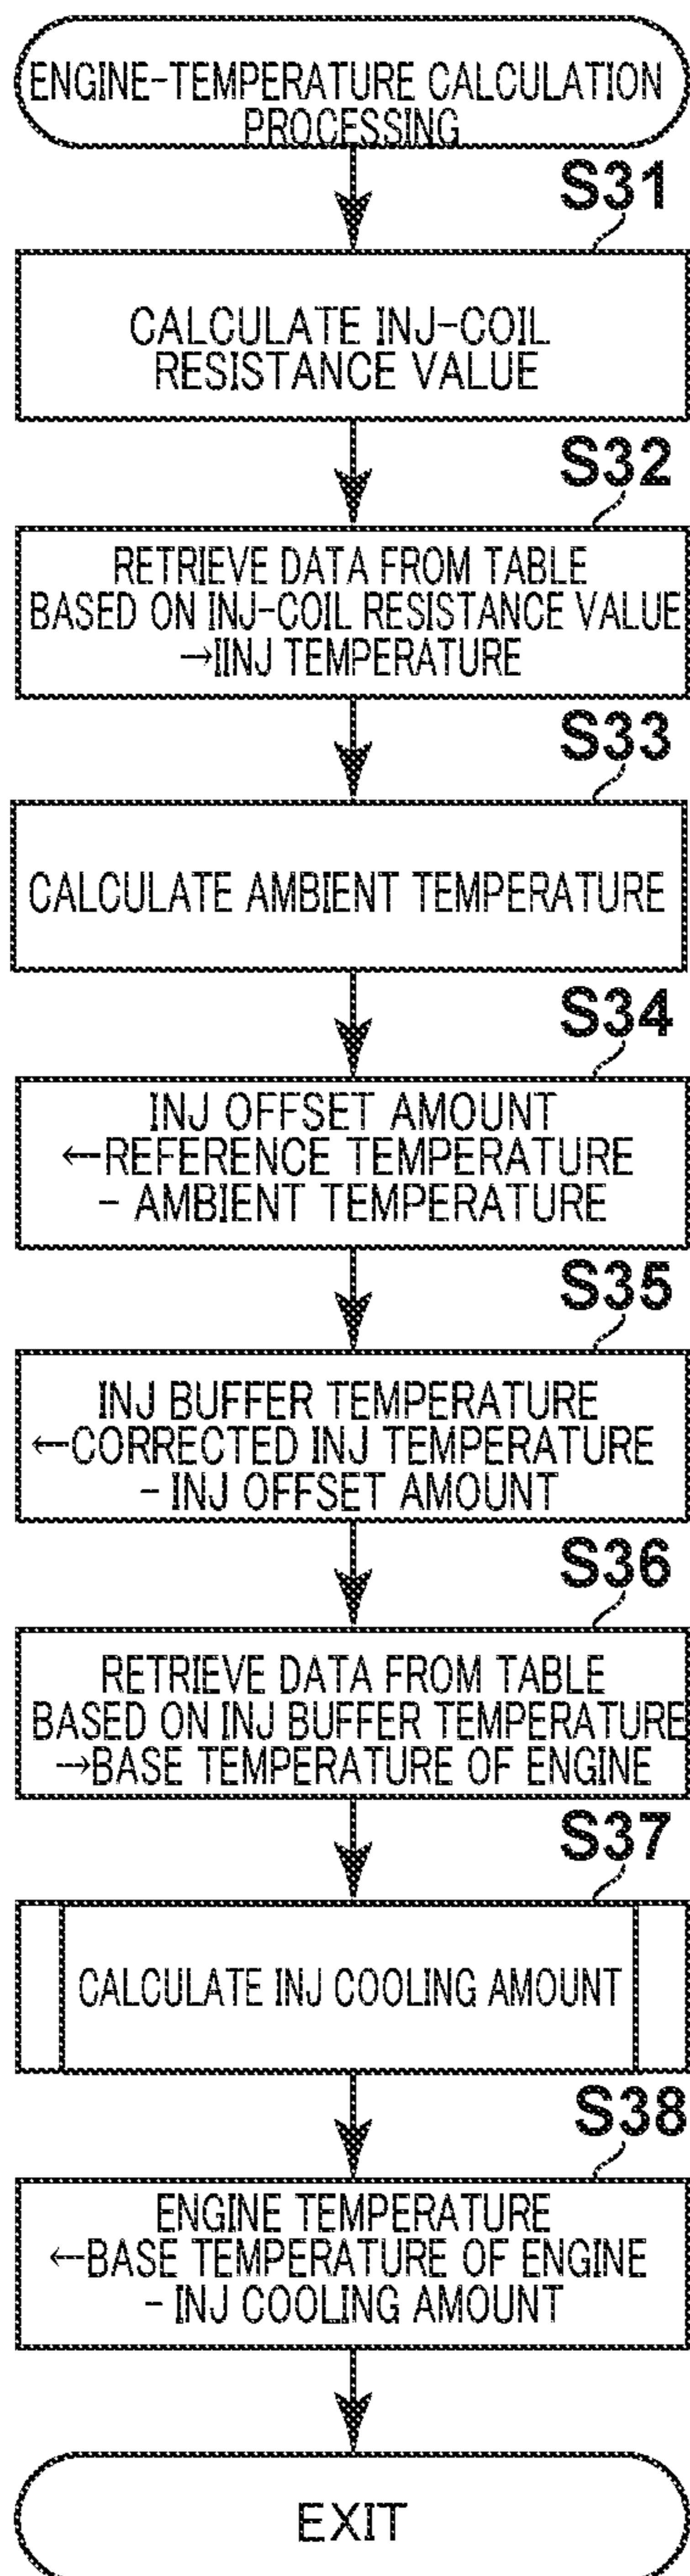 ENGINE-TEMPERATURE CALCULATION
PROCESSING
S31
CALCULATE INJ-COIL
RESISTANCE VALUE
S32
RETRIEVE DATA FROM TABLE
BASED ON INJ-COIL RESISTANCE VALUE
→IINJ TEMPERATURE
S33
CALCULATE AMBIENT TEMPERATURE
S34
INJ OFFSET AMOUNT
←REFERENCE TEMPERATURE
- AMBIENT TEMPERATURE
S35
INJ BUFFER TEMPERATURE
←CORRECTED INJ TEMPERATURE
- INJ OFFSET AMOUNT
S36
RETRIEVE DATA FROM TABLE
BASED ON INJ BUFFER TEMPERATURE
→BASE TEMPERATURE OF ENGINE
S37
CALCULATE INJ COOLING AMOUNT
S38
ENGINE TEMPERATURE
←BASE TEMPERATURE OF ENGINE
- INJ COOLING AMOUNT
EXIT